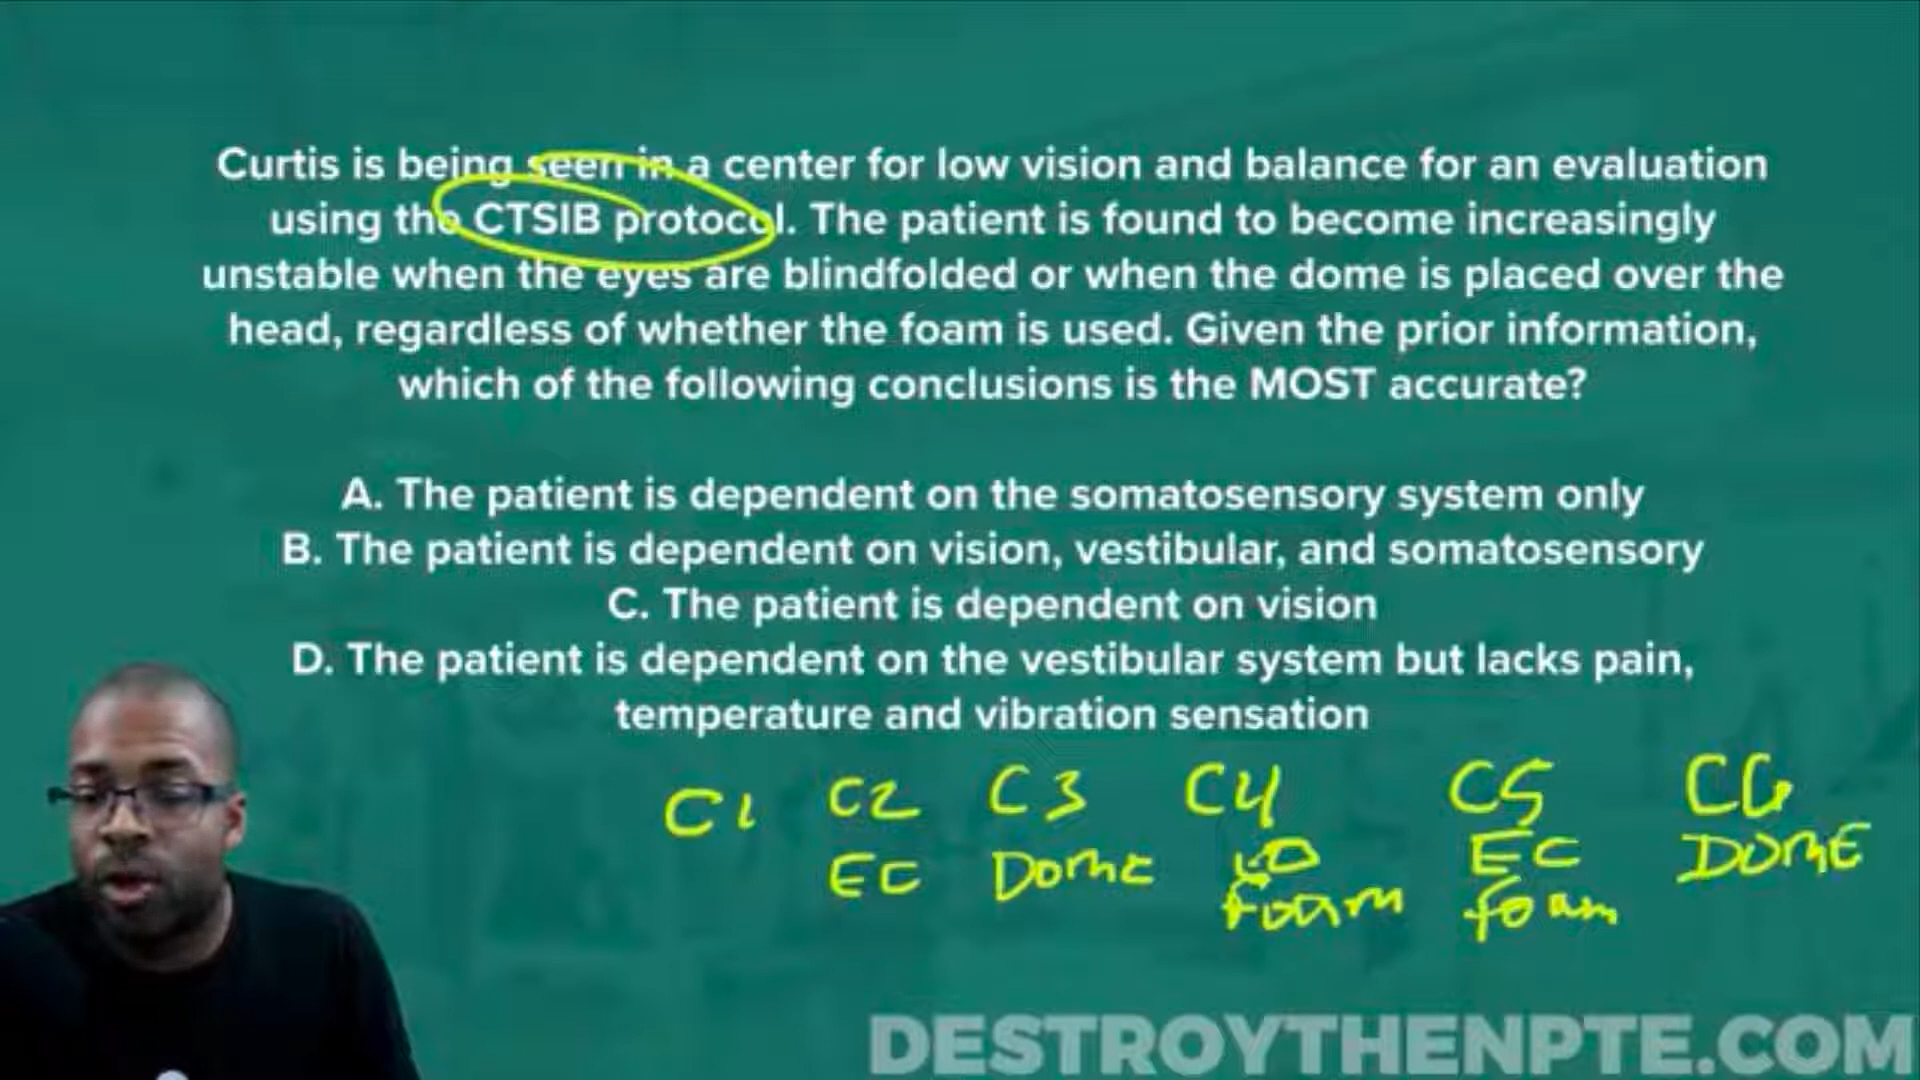 Curtis is being seen in a center for low vision and balance for an evaluation
using the CTSIB protocol. The patient is found to become increasingly
unstable when the eyes are blindfolded or when the dome is placed over the
head, regardless of whether the foam is used. Given the prior information,
which of the following conclusions is the MOST accurate?
A. The patient is dependent on the somatosensory system only
B. The patient is dependent on vision, vestibular, and somatosensory
C. The patient is dependent on vision
D. The patient is dependent on the vestibular system but lacks pain,
temperature and vibration sensation
C1 C2 C3 C4 C5 C6
EC Dome EC DOME
foam foam
DESTROYTHENPTE.COM